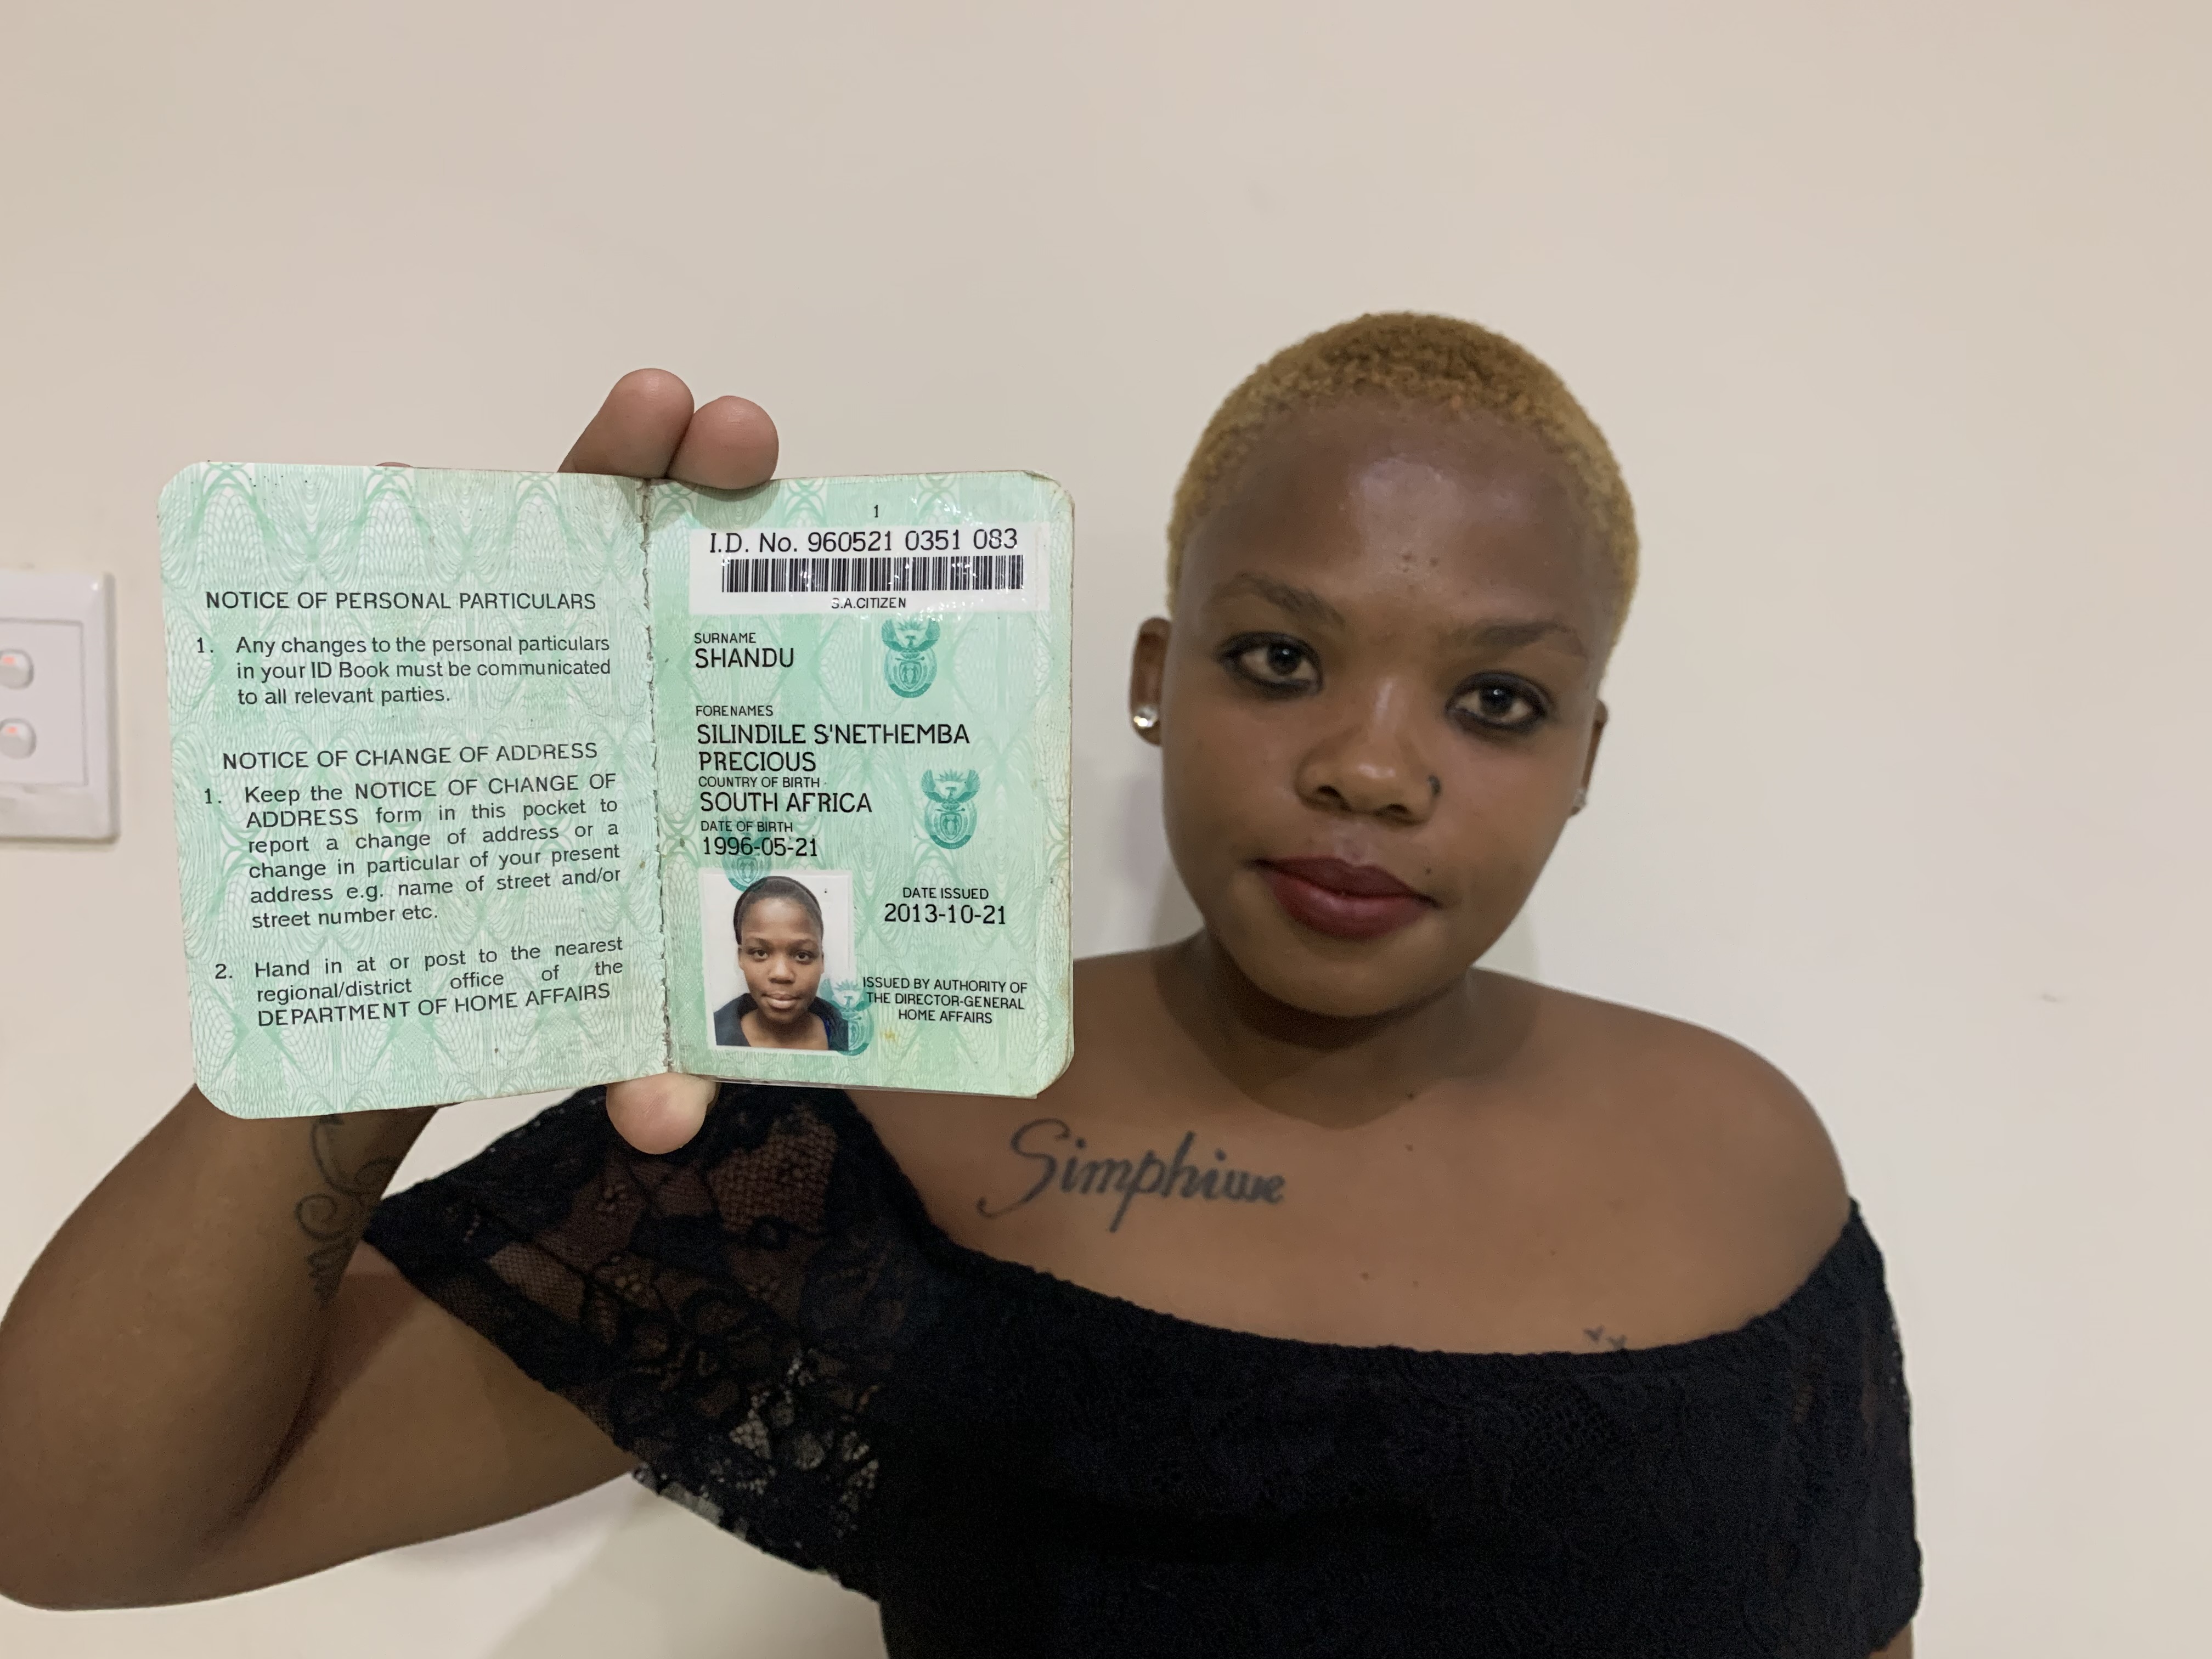 NOTICE OF PERSONAL PARTICULARS
1. Any changes to the personal particulars
in your ID Book must be communicated
to all relevant parties.
NOTICE OF CHANGE OF ADDRESS
1. Keep the NOTICE OF CHANGE OF
ADDRESS form in this pocket to
report a change of address or a
change in particular of your present
address e.g. name of street and/or
street number etc.
2. Hand in at or post to the nearest
regional/district office of the
DEPARTMENT OF HOME AFFAIRS
1
I.D. No. 960521 0351 083
S.A.CITIZEN
SURNAME
SHANDU
FORENAMES
SILINDILE S'NETHEMBA
PRECIOUS
COUNTRY OF BIRTH
SOUTH AFRICA
DATE OF BIRTH
1996-05-21
DATE ISSUED
2013-10-21
ISSUED BY AUTHORITY OF
THE DIRECTOR-GENERAL
HOME AFFAIRS
Simphiwe